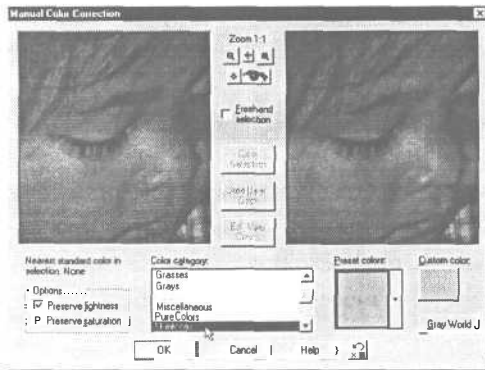 Manual Color Correction
Zoom 1:1
Freehand
selection
Nearest standard color in
selection: None
Options
Preserve lightness
P Preserve saturation
Color category:
Grasses
Grays
Miscellaneous
Pure Colors
Preset colors:
Custom color:
Gray World
OK
Cancel
Help